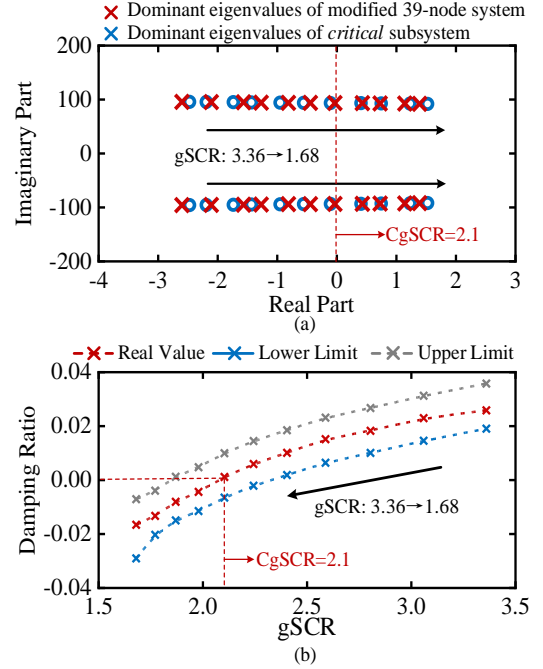 Dominant eigenvalues of modified 39-node system
Dominant eigenvalues of critical subsystem
200
100
0
-100
-200
Imaginary Part
gSCR: 3.36→1.68
CgSCR=2.1
-4 -3 -2 -1 0 1 2 3
Real Part
(a)
Real Value Lower Limit Upper Limit
0.04
0.02
0.00
-0.02
-0.04
Damping Ratio
gSCR: 3.36→1.68
CgSCR=2.1
1.5 2.0 2.5 3.0 3.5
gSCR
(b)